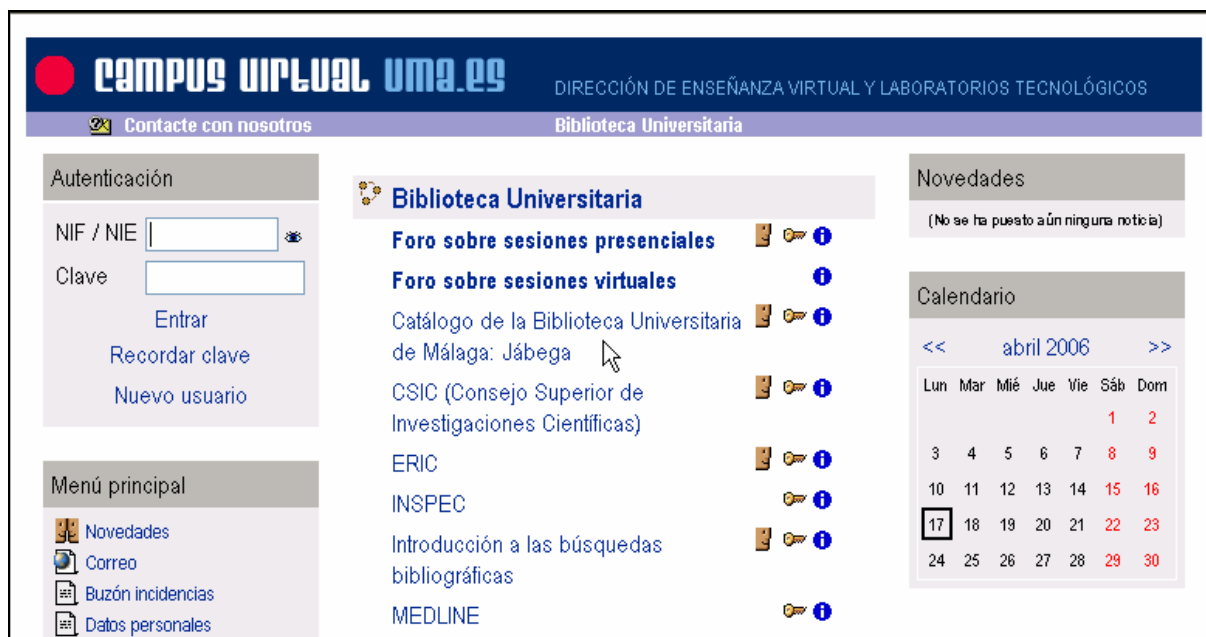 CAMPUS VIRTUAL UMA.ES
DIRECCIÓN DE ENSEÑANZA VIRTUAL Y LABORATORIOS TECNOLÓGICOS
Contacte con nosotros
Biblioteca Universitaria
Autenticación
NIF / NIE
Clave
Entrar
Recordar clave
Nuevo usuario
Menú principal
Novedades
Correo
Buzón incidencias
Datos personales
Biblioteca Universitaria
Foro sobre sesiones presenciales
Foro sobre sesiones virtuales
Catálogo de la Biblioteca Universitaria
de Málaga: Jábega
CSIC (Consejo Superior de
Investigaciones Científicas)
ERIC
INSPEC
Introducción a las búsquedas
bibliográficas
MEDLINE
Novedades
(No se ha puesto aún ninguna noticia)
Calendario
<< abril 2006 >>
Lun Mar Mié Jue Vie Sáb Dom
1 2
3 4 5 6 7 8 9
10 11 12 13 14 15 16
17 18 19 20 21 22 23
24 25 26 27 28 29 30